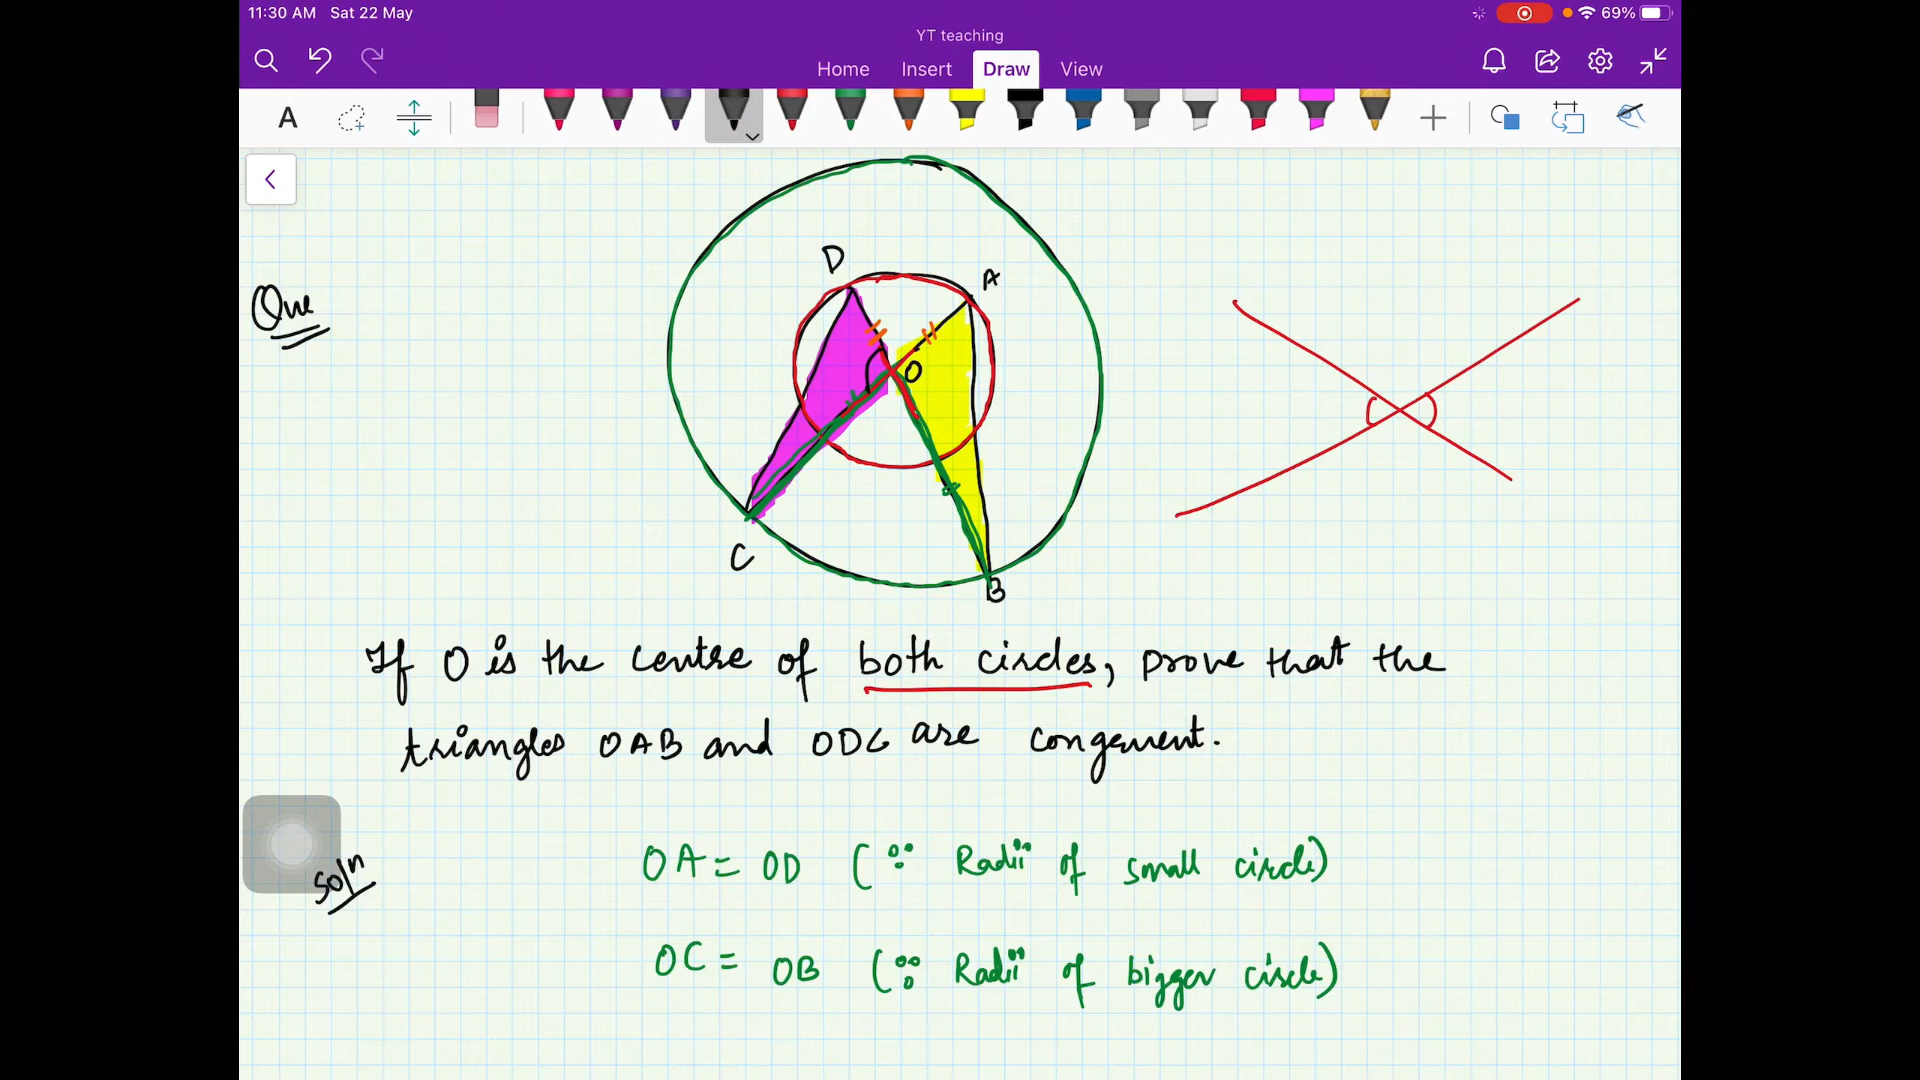 11:30 AM Sat 22 May
69%
YT teaching
Home Insert Draw View
A
Que
D
A
O
C
B
If O is the centre of both circles, prove that the
triangles OAB and ODC are congruent.
Soln
OA = OD (∵ Radii of small circle)
OC = OB (∵ Radii of bigger circle)